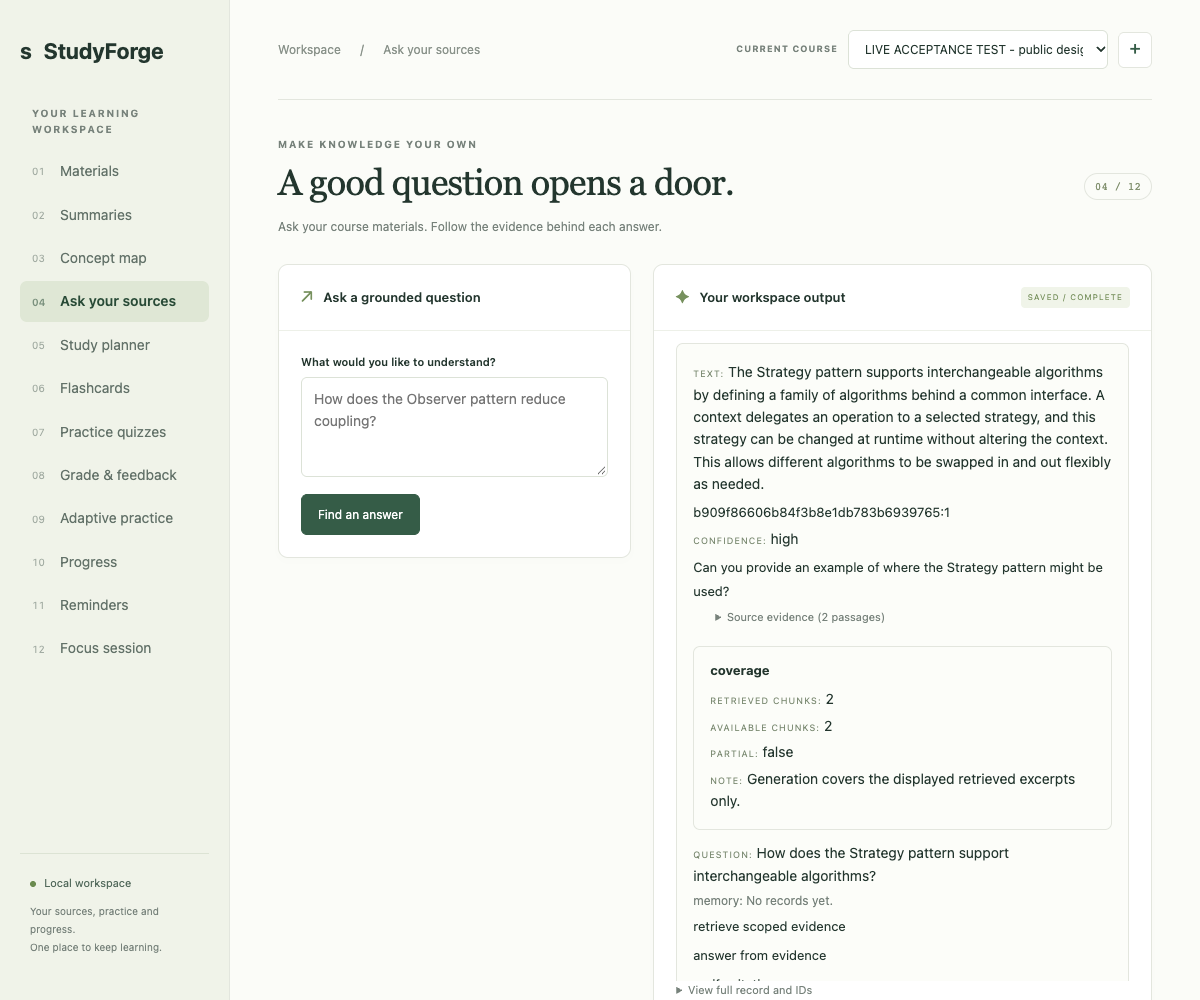 s StudyForge
YOUR LEARNING
WORKSPACE
01 Materials
02 Summaries
03 Concept map
04 Ask your sources
05 Study planner
06 Flashcards
07 Practice quizzes
08 Grade & feedback
09 Adaptive practice
10 Progress
11 Reminders
12 Focus session
Local workspace
Your sources, practice and
progress.
One place to keep learning.
Workspace / Ask your sources
CURRENT COURSE
LIVE ACCEPTANCE TEST - public desig
+
MAKE KNOWLEDGE YOUR OWN
A good question opens a door.
04 / 12
Ask your course materials. Follow the evidence behind each answer.
Ask a grounded question
What would you like to understand?
How does the Observer pattern reduce
coupling?
Find an answer
Your workspace output
SAVED / COMPLETE
TEXT: The Strategy pattern supports interchangeable algorithms
by defining a family of algorithms behind a common interface. A
context delegates an operation to a selected strategy, and this
strategy can be changed at runtime without altering the context.
This allows different algorithms to be swapped in and out flexibly
as needed.
b909f86606b84f3b8e1db783b6939765:1
CONFIDENCE: high
Can you provide an example of where the Strategy pattern might be
used?
Source evidence (2 passages)
coverage
RETRIEVED CHUNKS: 2
AVAILABLE CHUNKS: 2
PARTIAL: false
NOTE: Generation covers the displayed retrieved excerpts
only.
QUESTION: How does the Strategy pattern support
interchangeable algorithms?
memory: No records yet.
retrieve scoped evidence
answer from evidence
View full record and IDs